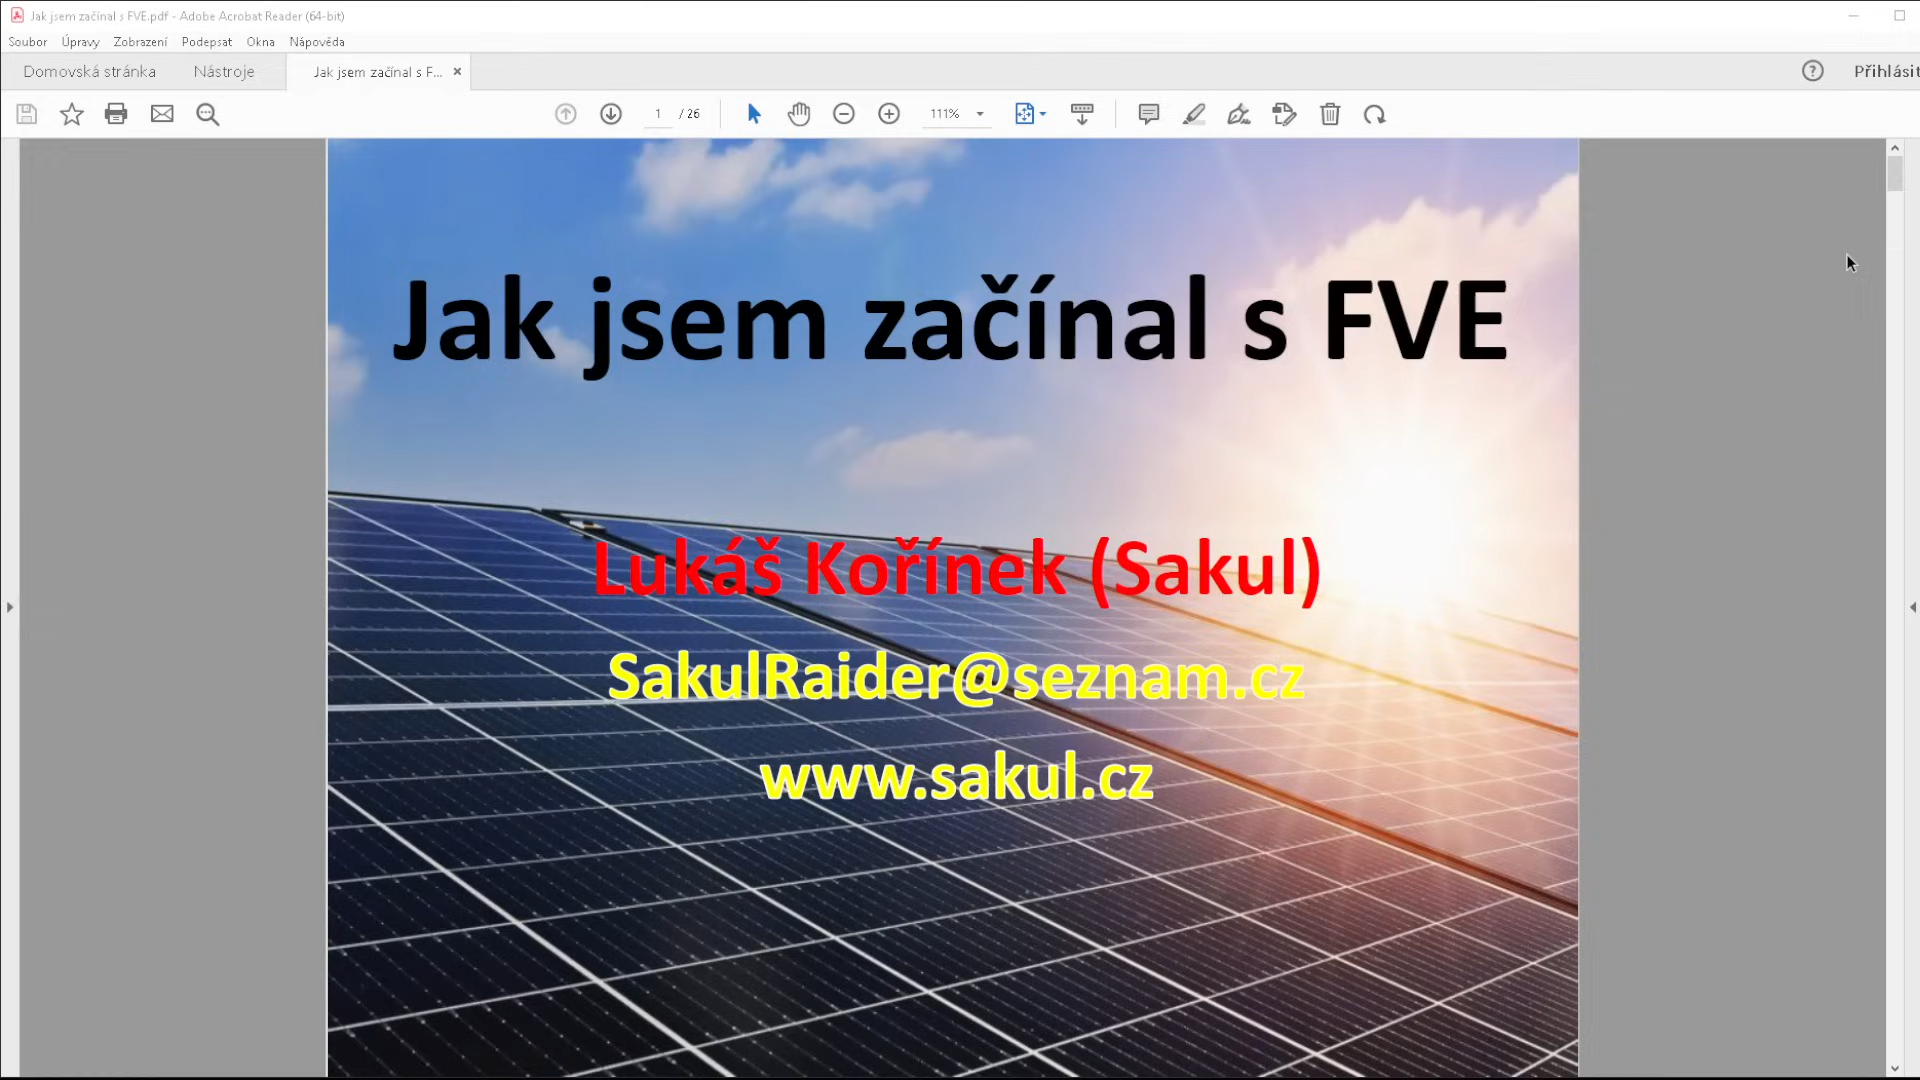 Jak jsem začínal s FVE.pdf - Adobe Acrobat Reader (64-bit)
Soubor Úpravy Zobrazení Podepsat Okna Nápověda
Domovská stránka Nástroje Jak jsem začínal s F... Přihlásit
1 / 26 111%
Jak jsem začínal s FVE
Lukáš Kořínek (Sakul)
SakulRaider@seznam.cz
www.sakul.cz